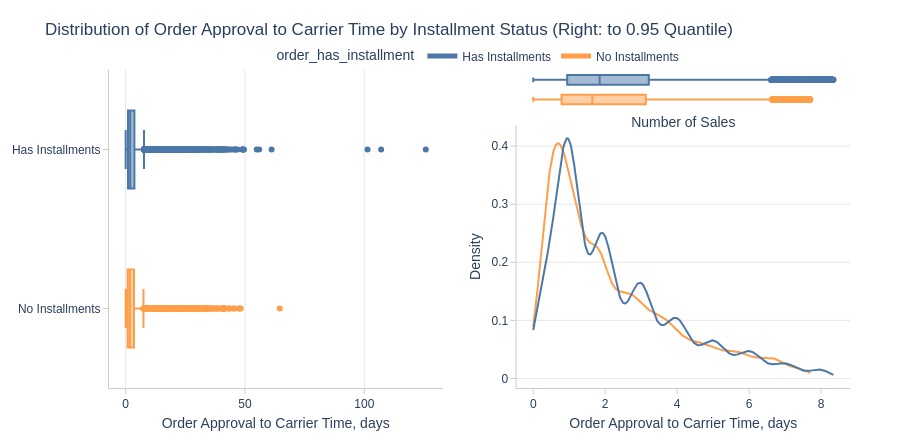 Distribution of Order Approval to Carrier Time by Installment Status (Right: to 0.95 Quantile)
order_has_installment Has Installments No Installments
Has Installments
No Installments
0 50 100
Order Approval to Carrier Time, days
Number of Sales
0.4
0.3
0.2
0.1
0
Density
0 2 4 6 8
Order Approval to Carrier Time, days